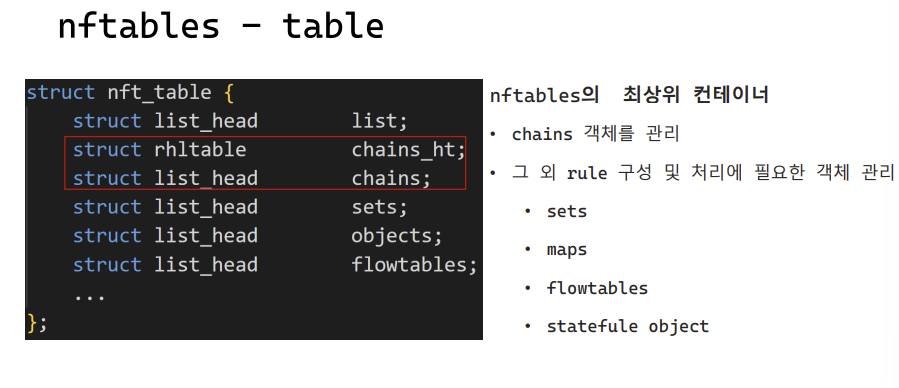 nftables - table
struct nft_table {
struct list_head list;
struct rhltable chains_ht;
struct list_head chains;
struct list_head sets;
struct list_head objects;
struct list_head flowtables;
...
};
nftables의 최상위 컨테이너
• chains 객체를 관리
• 그 외 rule 구성 및 처리에 필요한 객체 관리
• sets
• maps
• flowtables
• statefule object